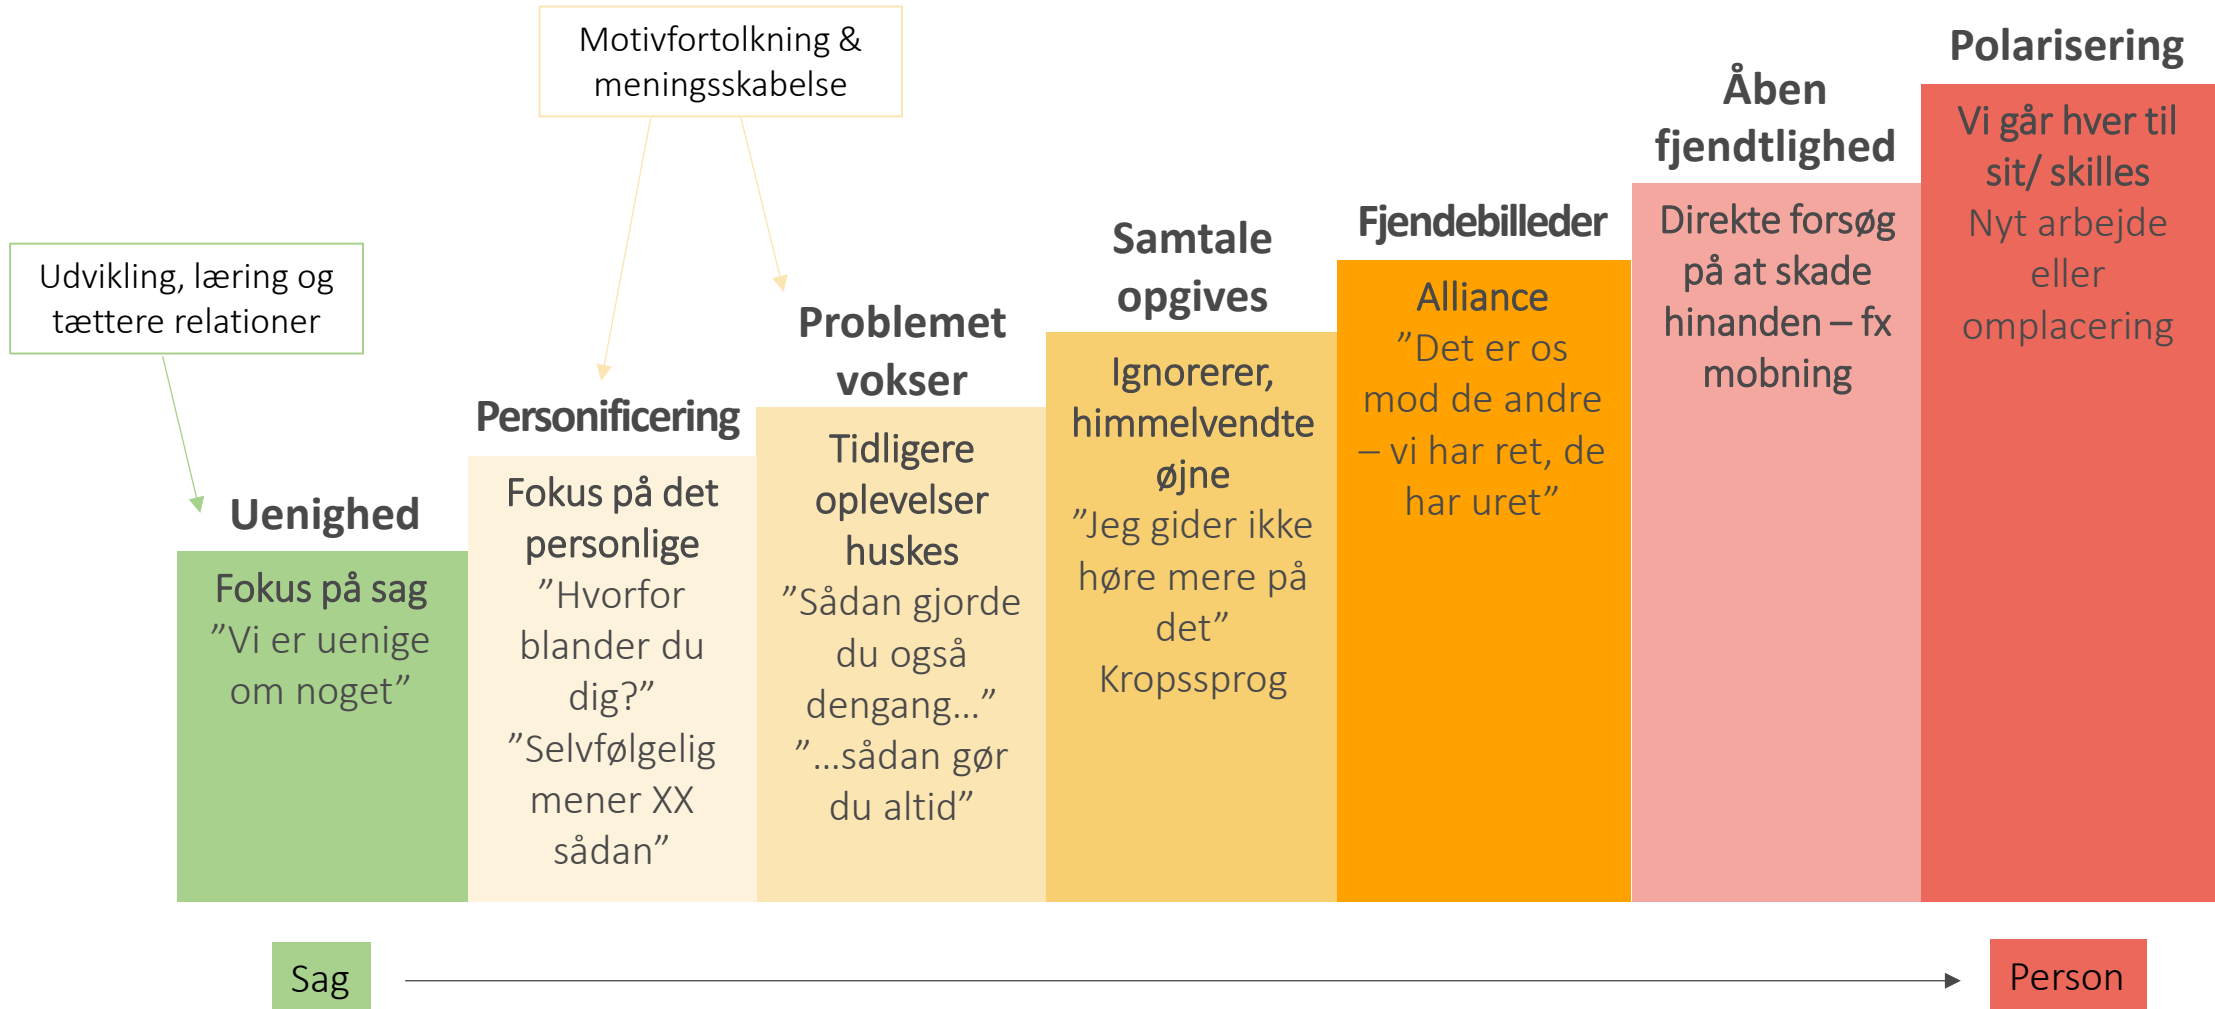 Udvikling, læring og
tættere relationer
Motivfortolkning &
meningsskabelse
Uenighed
Fokus på sag
”Vi er uenige
om noget”
Personificering
Fokus på det
personlige
”Hvorfor
blander du
dig?”
”Selvfølgelig
mener XX
sådan”
Problemet
vokser
Tidligere
oplevelser
huskes
”Sådan gjorde
du også
dengang…”
”…sådan gør
du altid”
Samtale
opgives
Ignorerer,
himmelvendte
øjne
”Jeg gider ikke
høre mere på
det”
Kropssprog
Fjendebilleder
Alliance
”Det er os
mod de andre
– vi har ret, de
har uret”
Åben
fjendtlighed
Direkte forsøg
på at skade
hinanden – fx
mobning
Polarisering
Vi går hver til
sit/ skilles
Nyt arbejde
eller
omplacering
Sag
Person